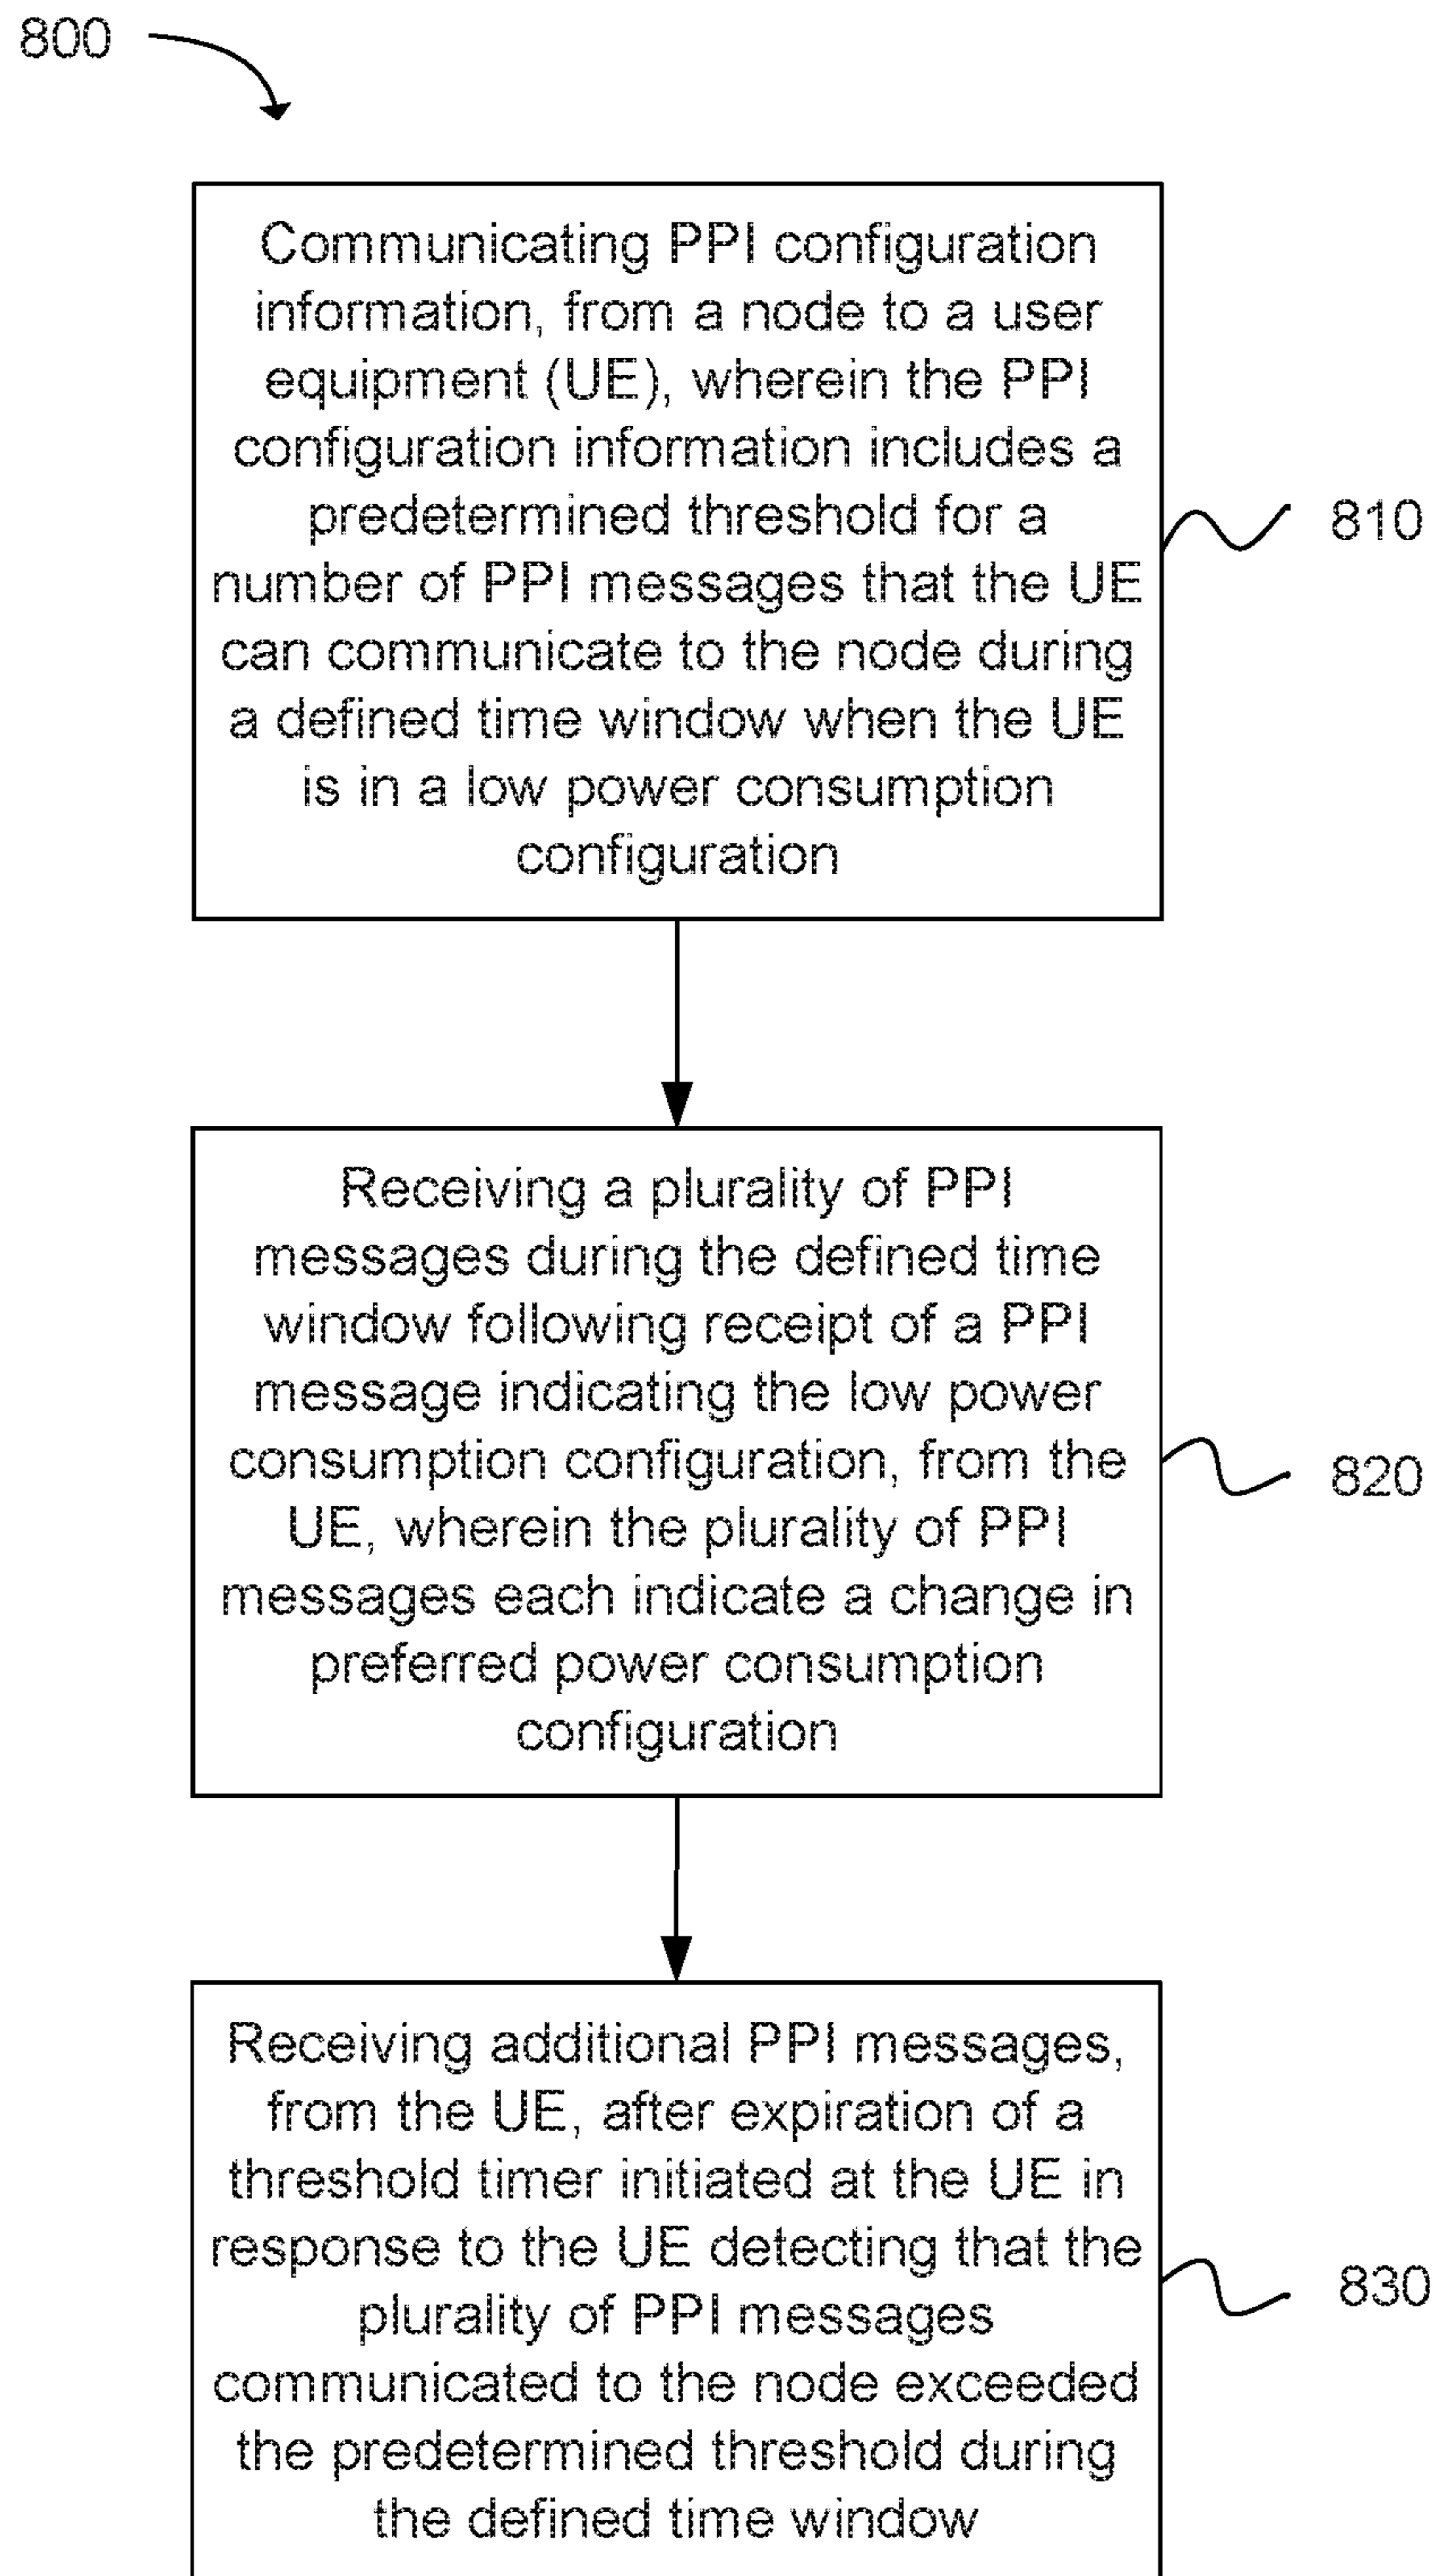 800
Communicating PPI configuration
information, from a node to a user
equipment (UE), wherein the PPI
configuration information includes a
predetermined threshold for a
number of PPI messages that the UE
can communicate to the node during
a defined time window when the UE
is in a low power consumption
configuration
810
Receiving a plurality of PPI
messages during the defined time
window following receipt of a PPI
message indicating the low power
consumption configuration, from the
UE, wherein the plurality of PPI
messages each indicate a change in
preferred power consumption
configuration
820
Receiving additional PPI messages,
from the UE, after expiration of a
threshold timer initiated at the UE in
response to the UE detecting that the
plurality of PPI messages
communicated to the node exceeded
the predetermined threshold during
the defined time window
830